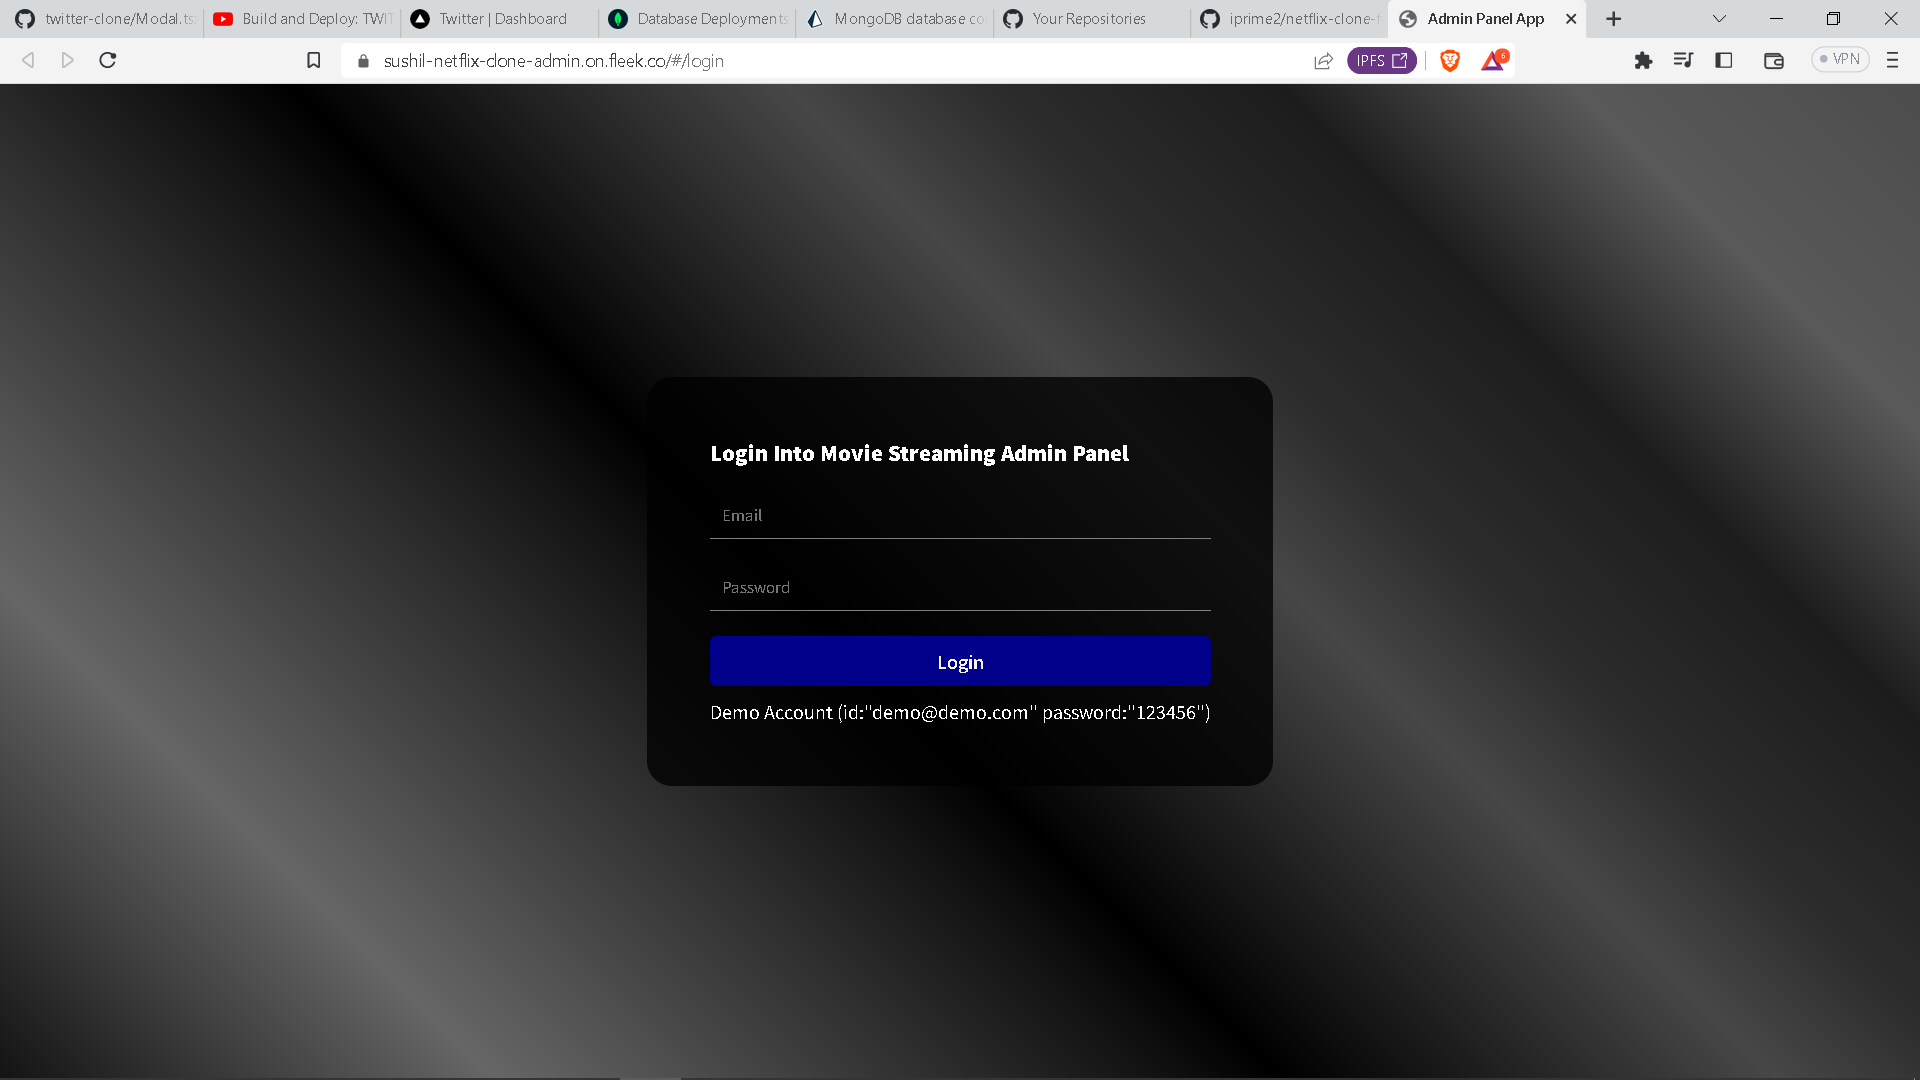 twitter-clone/Modal.ts
Build and Deploy: TWIT
Twitter | Dashboard
Database Deployments
MongoDB database co
Your Repositories
iprime2/netflix-clone-f
Admin Panel App
sushil-netflix-clone-admin.on.fleek.co/#/login
IPFS
6
VPN
Login Into Movie Streaming Admin Panel
Email
Password
Login
Demo Account (id:"demo@demo.com" password:"123456")